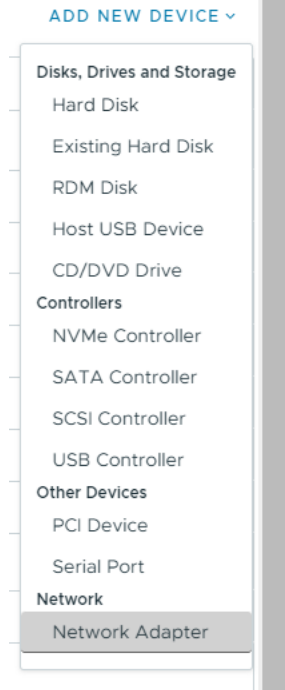 ADD NEW DEVICE
Disks, Drives and Storage
Hard Disk
Existing Hard Disk
RDM Disk
Host USB Device
CD/DVD Drive
Controllers
NVMe Controller
SATA Controller
SCSI Controller
USB Controller
Other Devices
PCI Device
Serial Port
Network
Network Adapter